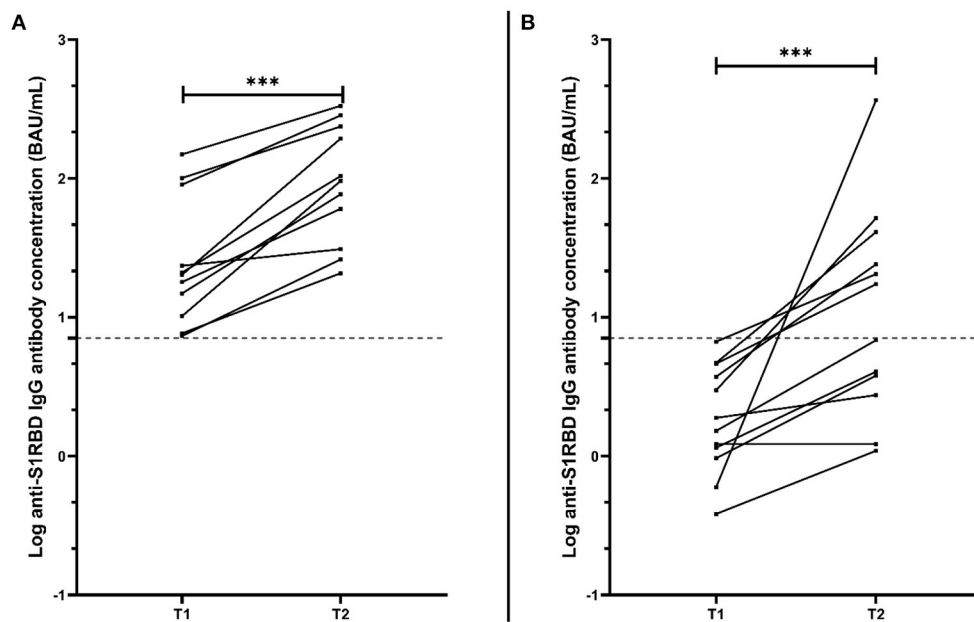 A
Log anti-S1RBD IgG antibody concentration (BAU/mL)
3
2
1
0
-1
***
T1
T2
B
Log anti-S1RBD IgG antibody concentration (BAU/mL)
3
2
1
0
-1
***
T1
T2